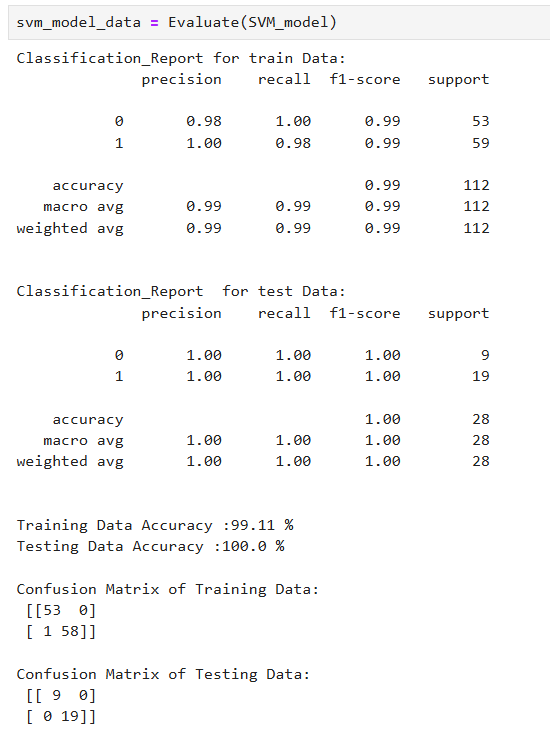 svm_model_data = Evaluate(SVM_model)
Classification_Report for train Data:
precision recall f1-score support
0 0.98 1.00 0.99 53
1 1.00 0.98 0.99 59
accuracy 0.99 112
macro avg 0.99 0.99 0.99 112
weighted avg 0.99 0.99 0.99 112
Classification_Report  for test Data:
precision recall f1-score support
0 1.00 1.00 1.00 9
1 1.00 1.00 1.00 19
accuracy 1.00 28
macro avg 1.00 1.00 1.00 28
weighted avg 1.00 1.00 1.00 28
Training Data Accuracy :99.11 %
Testing Data Accuracy :100.0 %
Confusion Matrix of Training Data:
[[53  0]
[ 1 58]]
Confusion Matrix of Testing Data:
[[ 9  0]
[ 0 19]]